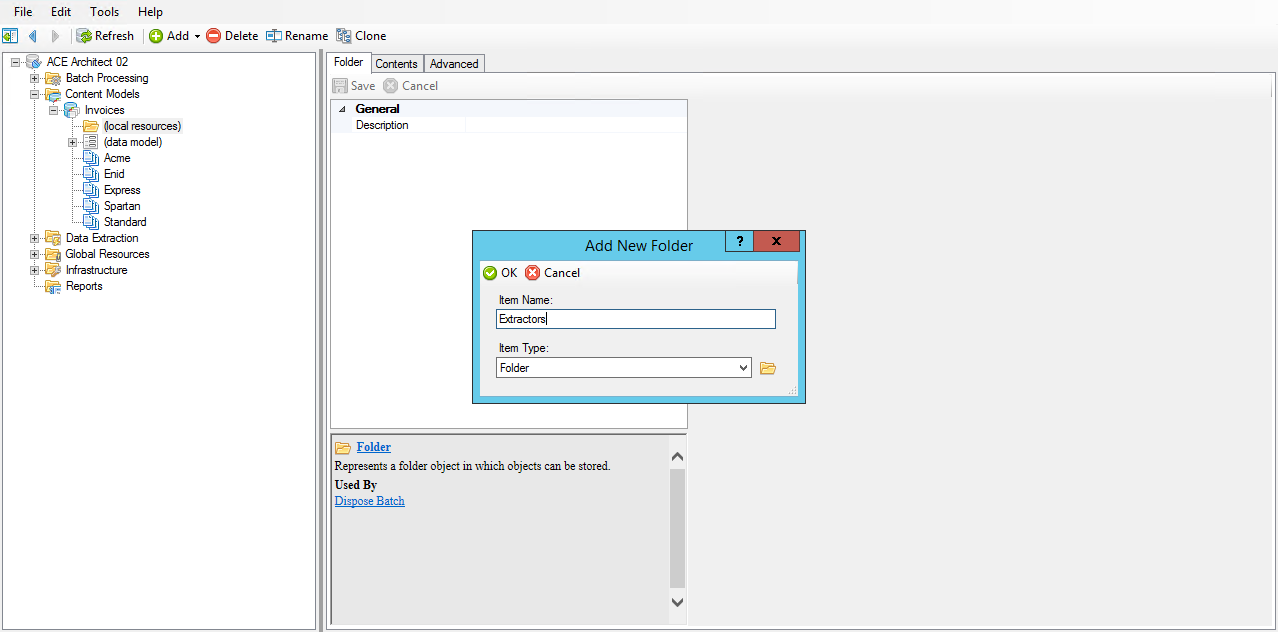 File Edit Tools Help
Refresh Add Delete Rename Clone
ACE Architect 02
Batch Processing
Content Models
Invoices
(local resources)
(data model)
Acme
Enid
Express
Spartan
Standard
Data Extraction
Global Resources
Infrastructure
Reports
Folder Contents Advanced
Save Cancel
General
Description
Add New Folder ? x
OK Cancel
Item Name:
Extractors
Item Type:
Folder
Folder
Represents a folder object in which objects can be stored.
Used By
Dispose Batch